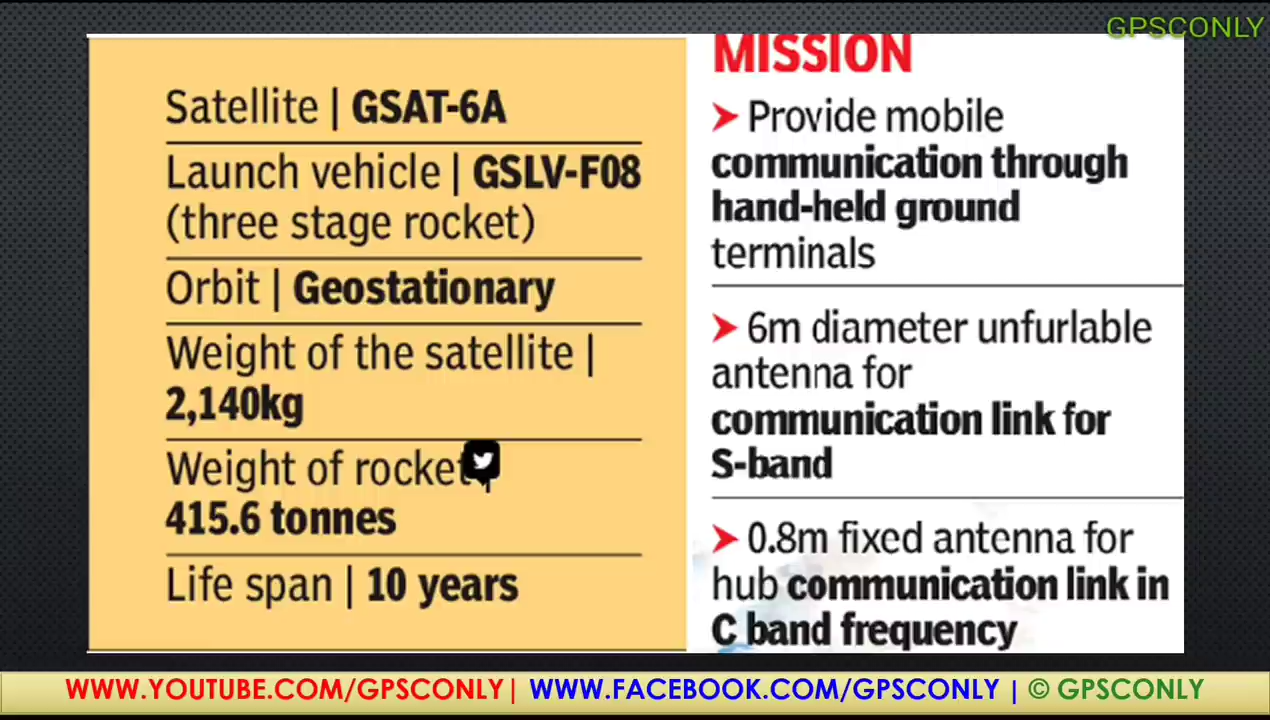 GPSCONLY
Satellite | GSAT-6A
Launch vehicle | GSLV-F08
(three stage rocket)
Orbit | Geostationary
Weight of the satellite |
2,140kg
Weight of rocket |
415.6 tonnes
Life span | 10 years
MISSION
➤ Provide mobile
communication through
hand-held ground
terminals
➤ 6m diameter unfurlable
antenna for
communication link for
S-band
➤ 0.8m fixed antenna for
hub communication link in
C band frequency
WWW.YOUTUBE.COM/GPSCONLY | WWW.FACEBOOK.COM/GPSCONLY | © GPSCONLY